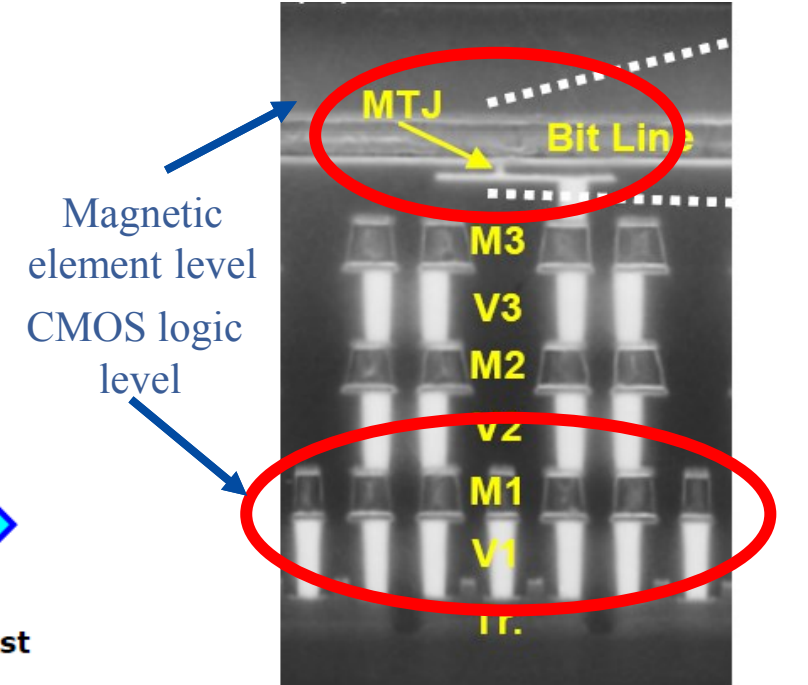 MTJ
Bit Line
Magnetic
element level
CMOS logic
level
M3
V3
M2
V2
M1
V1
Tr.
st